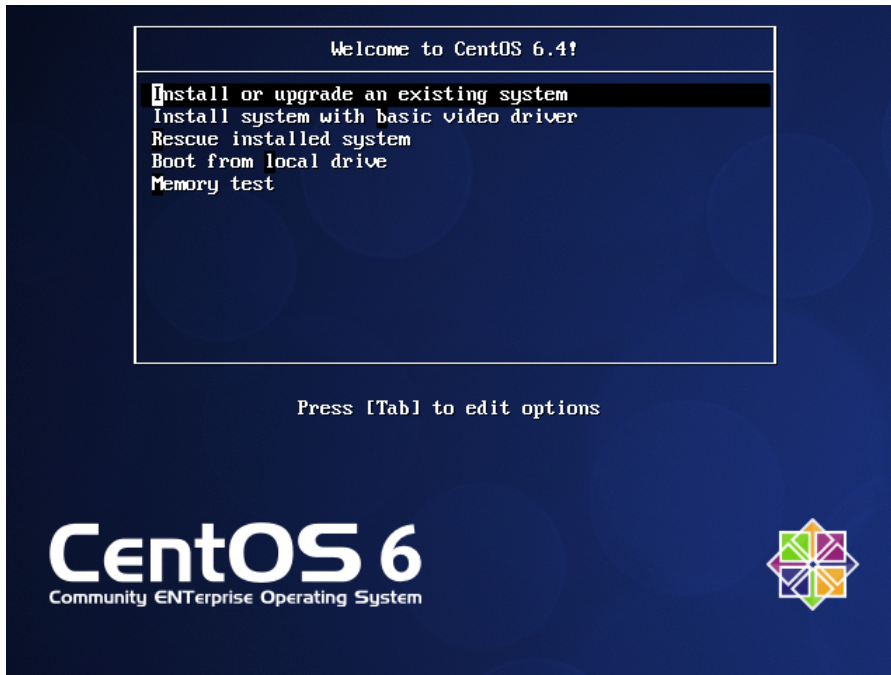 Welcome to CentOS 6.4!
Install or upgrade an existing system
Install system with basic video driver
Rescue installed system
Boot from local drive
Memory test
Press [Tab] to edit options
CentOS 6
Community ENTerprise Operating System